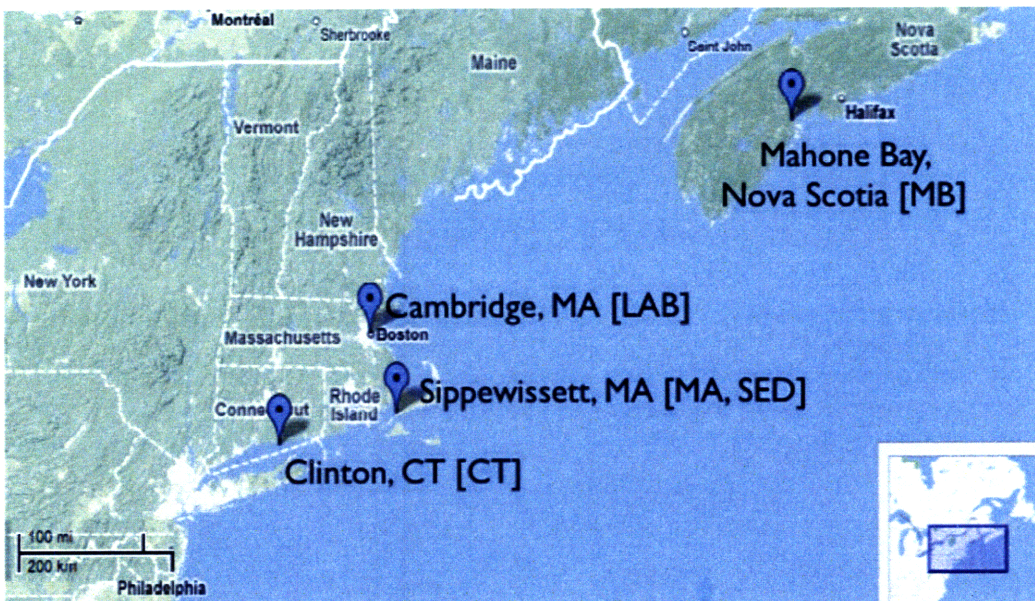 Montréal
Sherbrooke
Maine
Saint John
Nova
Scotia
Halifax
Vermont
Mahone Bay,
Nova Scotia [MB]
New
Hampshire
New York
Cambridge, MA [LAB]
Massachusetts
Boston
Sippewissett, MA [MA, SED]
Rhode
Island
Clinton, CT [CT]
100 mi
200 km
Philadelphia